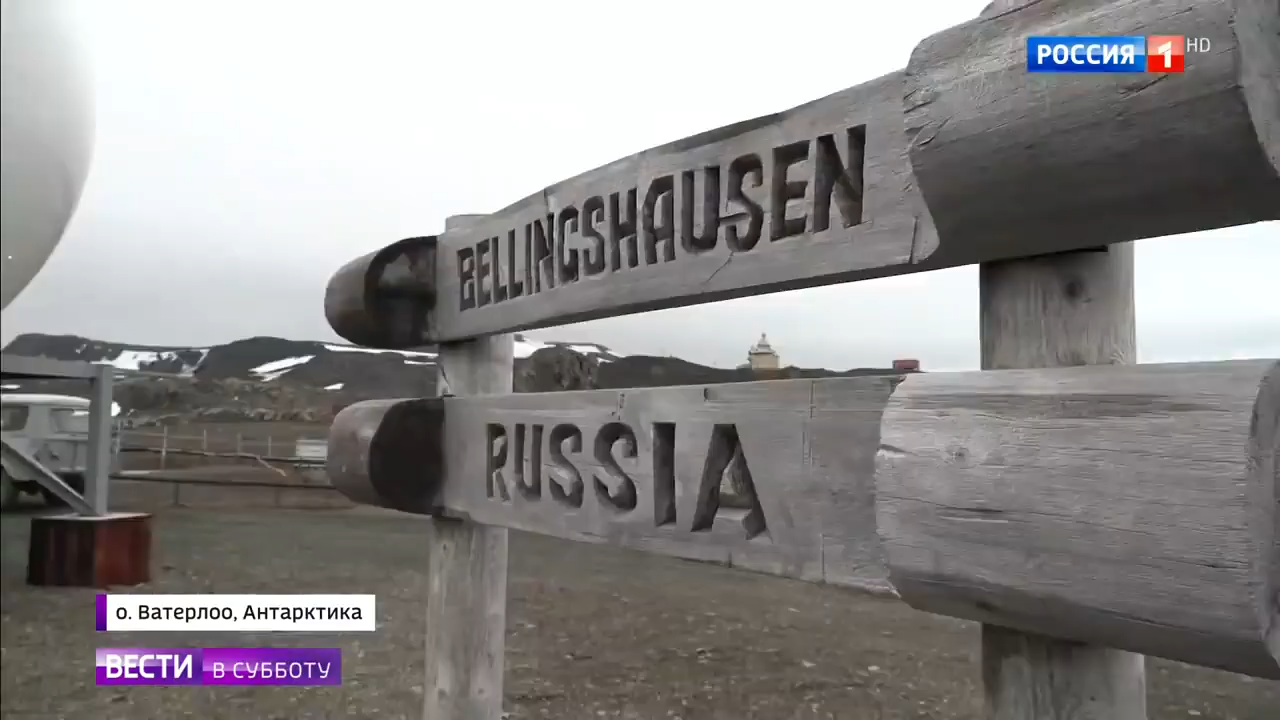 РОССИЯ 1 HD
BELLINGSHAUSEN
RUSSIA
о. Ватерлоо, Антарктика
ВЕСТИ В СУББОТУ